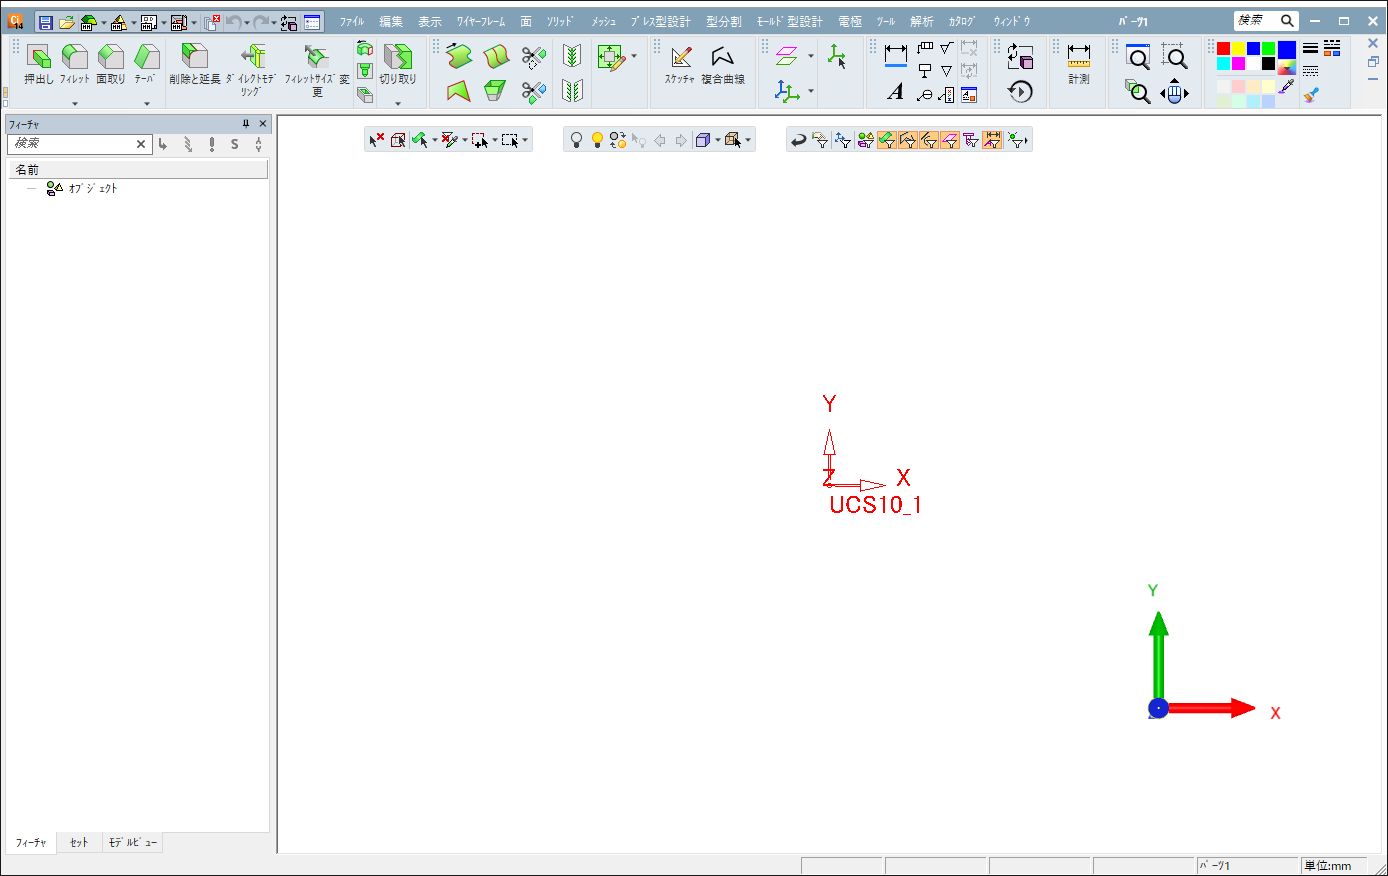 Ci 14
ﾌｧｲﾙ 編集 表示 ﾜｲﾔｰﾌﾚｰﾑ 面 ｿﾘｯﾄﾞ ﾒｯｼｭ ﾌﾟﾚｽ型設計 型分割 ﾓｰﾙﾄﾞ型設計 電極 ﾂｰﾙ 解析 ｶﾀﾛｸﾞ ｳｨﾝﾄﾞｳ ﾊﾟｰﾂ1 検索
押出し ﾌｨﾚｯﾄ 面取り ﾃｰﾊﾟ 削除と延長 ﾀﾞｲﾚｸﾄﾓﾃﾞ ﾌｨﾚｯﾄｻｲｽﾞ変 切り取り ｽｹｯﾁｬ 複合曲線 計測
ﾘﾝｸﾞ 更
A
ﾌｨｰﾁｬ
検索 S
名前
ｵﾌﾞｼﾞｪｸﾄ
Y
Z X
UCS10_1
Y
X
ﾌｨｰﾁｬ ｾｯﾄ ﾓﾃﾞﾙﾋﾞｭｰ
ﾊﾟｰﾂ1 単位:mm